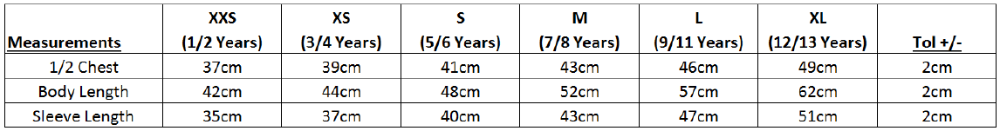 XXS XS S M L XL
Measurements (1/2 Years) (3/4 Years) (5/6 Years) (7/8 Years) (9/11 Years) (12/13 Years) Tol +/-
1/2 Chest 37cm 39cm 41cm 43cm 46cm 49cm 2cm
Body Length 42cm 44cm 48cm 52cm 57cm 62cm 2cm
Sleeve Length 35cm 37cm 40cm 43cm 47cm 51cm 2cm